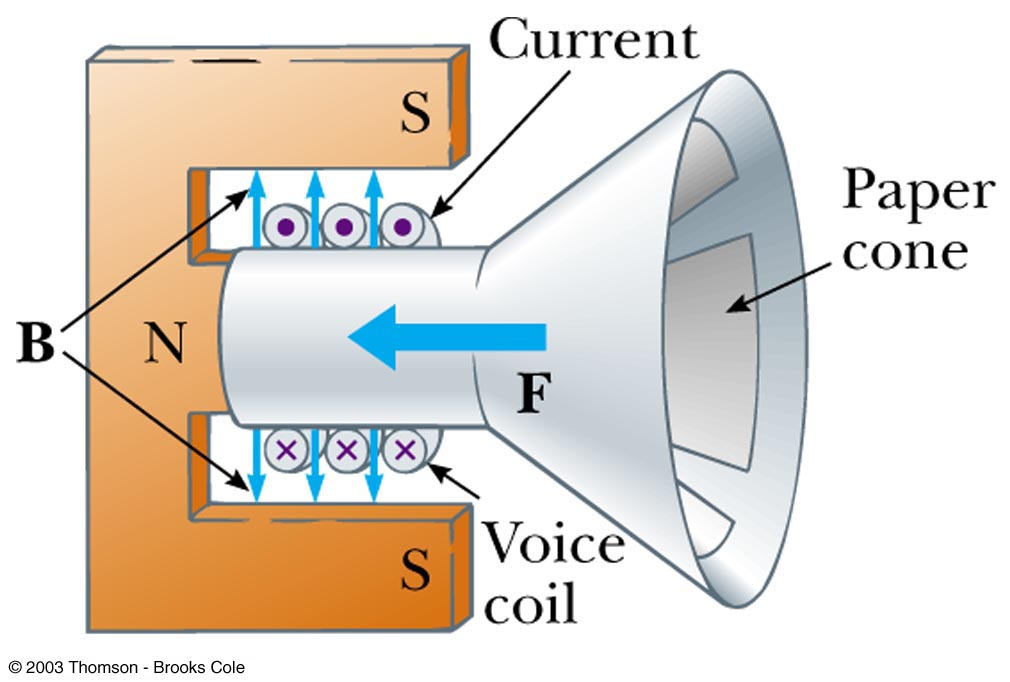 Current
S
Paper
cone
B
N
F
Voice
coil
S
© 2003 Thomson - Brooks Cole